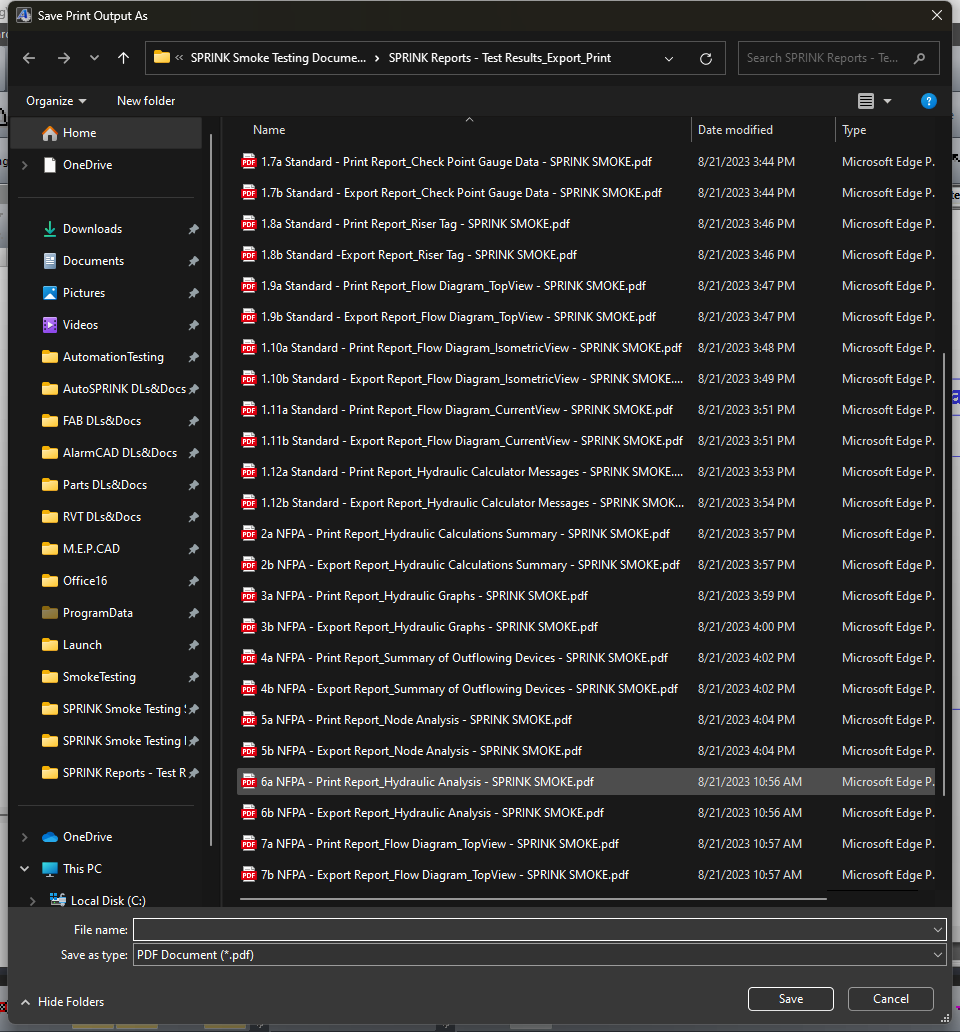 Save Print Output As
« SPRINK Smoke Testing Docume... › SPRINK Reports - Test Results_Export_Print
Search SPRINK Reports - Te...
Organize New folder
Name Date modified Type
Home
OneDrive
Downloads
Documents
Pictures
Videos
AutomationTesting
AutoSPRINK DLs&Docs
FAB DLs&Docs
AlarmCAD DLs&Docs
Parts DLs&Docs
RVT DLs&Docs
M.E.P.CAD
Office16
ProgramData
Launch
SmokeTesting
SPRINK Smoke Testing
SPRINK Smoke Testing
SPRINK Reports - Test R
OneDrive
This PC
Local Disk (C:)
1.7a Standard - Print Report_Check Point Gauge Data - SPRINK SMOKE.pdf 8/21/2023 3:44 PM Microsoft Edge P.
1.7b Standard - Export Report_Check Point Gauge Data - SPRINK SMOKE.pdf 8/21/2023 3:44 PM Microsoft Edge P.
1.8a Standard - Print Report_Riser Tag - SPRINK SMOKE.pdf 8/21/2023 3:46 PM Microsoft Edge P.
1.8b Standard -Export Report_Riser Tag - SPRINK SMOKE.pdf 8/21/2023 3:46 PM Microsoft Edge P.
1.9a Standard - Print Report_Flow Diagram_TopView - SPRINK SMOKE.pdf 8/21/2023 3:47 PM Microsoft Edge P.
1.9b Standard - Export Report_Flow Diagram_TopView - SPRINK SMOKE.pdf 8/21/2023 3:47 PM Microsoft Edge P.
1.10a Standard - Print Report_Flow Diagram_IsometricView - SPRINK SMOKE.pdf 8/21/2023 3:48 PM Microsoft Edge P.
1.10b Standard - Export Report_Flow Diagram_IsometricView - SPRINK SMOKE.... 8/21/2023 3:49 PM Microsoft Edge P.
1.11a Standard - Print Report_Flow Diagram_CurrentView - SPRINK SMOKE.pdf 8/21/2023 3:51 PM Microsoft Edge P.
1.11b Standard - Export Report_Flow Diagram_CurrentView - SPRINK SMOKE.pdf 8/21/2023 3:51 PM Microsoft Edge P.
1.12a Standard - Print Report_Hydraulic Calculator Messages - SPRINK SMOKE.... 8/21/2023 3:53 PM Microsoft Edge P.
1.12b Standard - Export Report_Hydraulic Calculator Messages - SPRINK SMOK... 8/21/2023 3:54 PM Microsoft Edge P.
2a NFPA - Print Report_Hydraulic Calculations Summary - SPRINK SMOKE.pdf 8/21/2023 3:57 PM Microsoft Edge P.
2b NFPA - Export Report_Hydraulic Calculations Summary - SPRINK SMOKE.pdf 8/21/2023 3:57 PM Microsoft Edge P.
3a NFPA - Print Report_Hydraulic Graphs - SPRINK SMOKE.pdf 8/21/2023 3:59 PM Microsoft Edge P.
3b NFPA - Export Report_Hydraulic Graphs - SPRINK SMOKE.pdf 8/21/2023 4:00 PM Microsoft Edge P.
4a NFPA - Print Report_Summary of Outflowing Devices - SPRINK SMOKE.pdf 8/21/2023 4:02 PM Microsoft Edge P.
4b NFPA - Export Report_Summary of Outflowing Devices - SPRINK SMOKE.pdf 8/21/2023 4:02 PM Microsoft Edge P.
5a NFPA - Print Report_Node Analysis - SPRINK SMOKE.pdf 8/21/2023 4:04 PM Microsoft Edge P.
5b NFPA - Export Report_Node Analysis - SPRINK SMOKE.pdf 8/21/2023 4:04 PM Microsoft Edge P.
6a NFPA - Print Report_Hydraulic Analysis - SPRINK SMOKE.pdf 8/21/2023 10:56 AM Microsoft Edge P.
6b NFPA - Export Report_Hydraulic Analysis - SPRINK SMOKE.pdf 8/21/2023 10:56 AM Microsoft Edge P.
7a NFPA - Print Report_Flow Diagram_TopView - SPRINK SMOKE.pdf 8/21/2023 10:57 AM Microsoft Edge P.
7b NFPA - Export Report_Flow Diagram_TopView - SPRINK SMOKE.pdf 8/21/2023 10:57 AM Microsoft Edge P.
File name:
Save as type: PDF Document (*.pdf)
Hide Folders Save Cancel